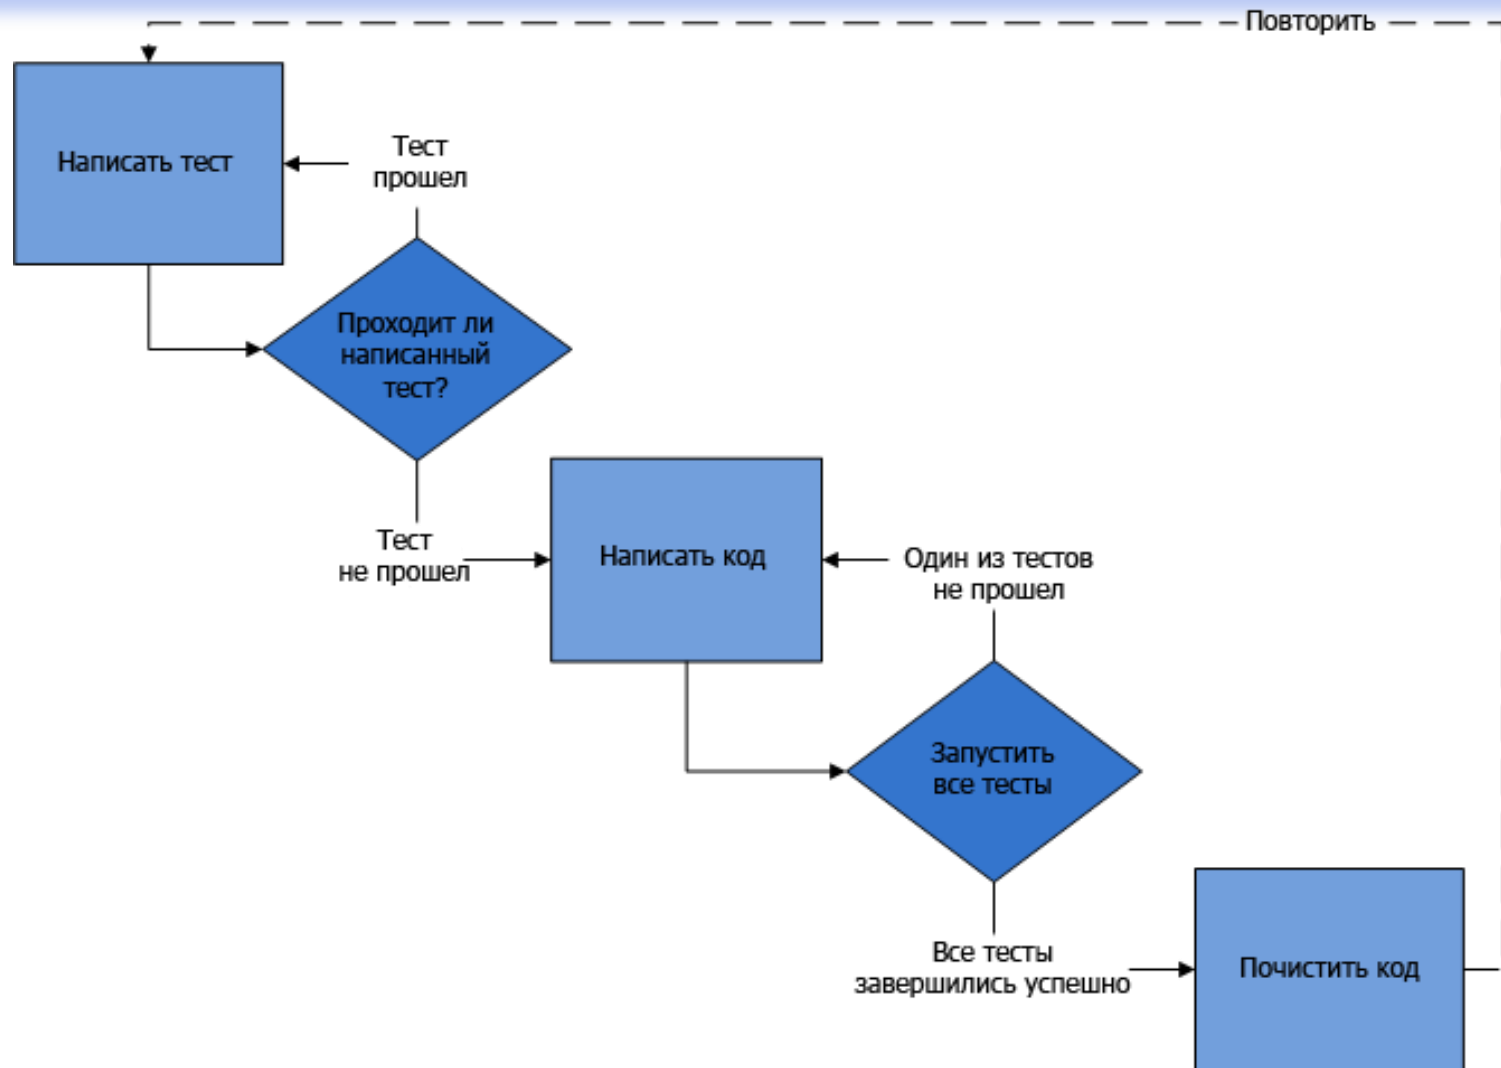 Повторить
Тест
прошел
Написать тест
Проходит ли
написанный
тест?
Тест
не прошел
Написать код
Один из тестов
не прошел
Запустить
все тесты
Все тесты
завершились успешно
Почистить код